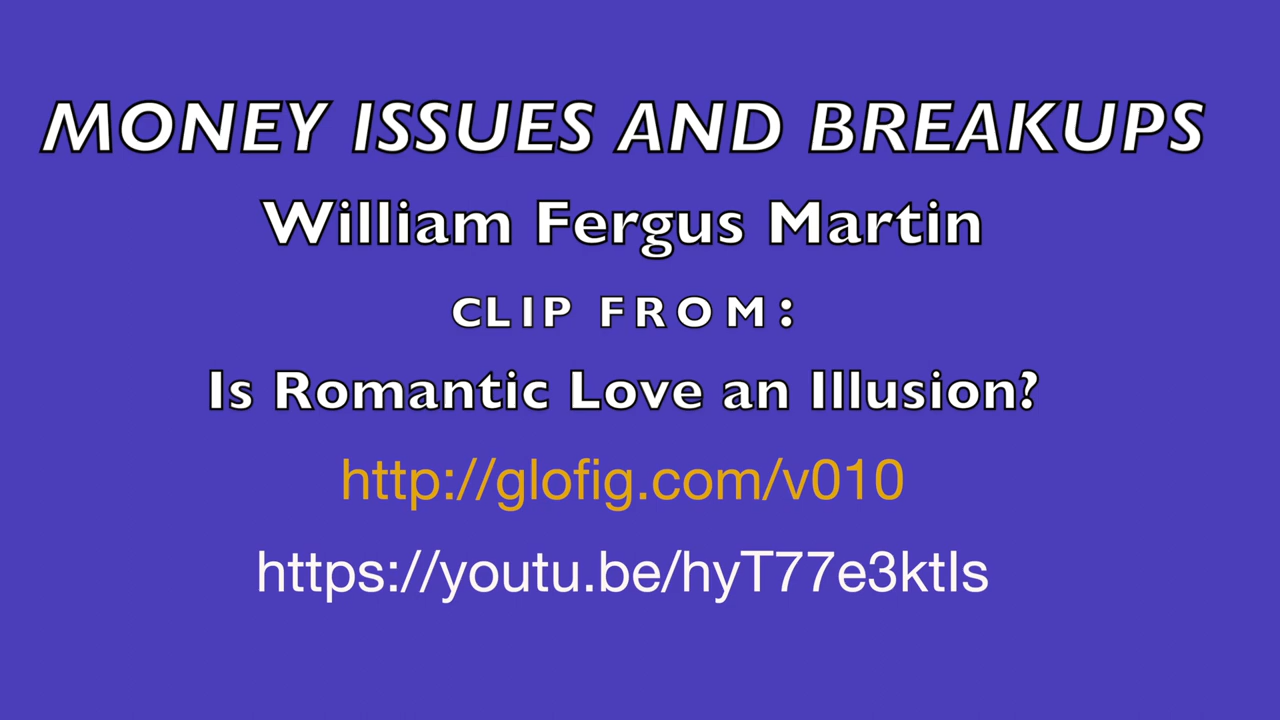 MONEY ISSUES AND BREAKUPS
William Fergus Martin
CLIP FROM:
Is Romantic Love an Illusion?
http://glofig.com/v010
https://youtu.be/hyT77e3ktls